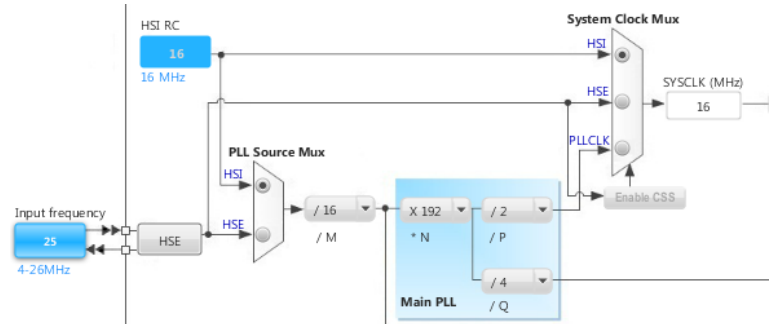 System Clock Mux
HSI RC
16
16 MHz
HSI
SYSCLK (MHz)
HSE
16
PLLCLK
PLL Source Mux
HSI
Enable CSS
/ 16
X 192
/ 2
Input frequency
HSE
25
HSE
/ M
* N
/ P
4-26MHz
/ 4
Main PLL
/ Q